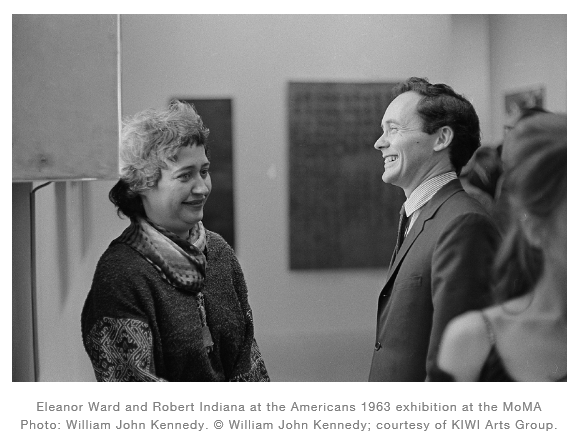 Eleanor Ward and Robert Indiana at the Americans 1963 exhibition at the MoMA
Photo: William John Kennedy. © William John Kennedy; courtesy of KIWI Arts Group.